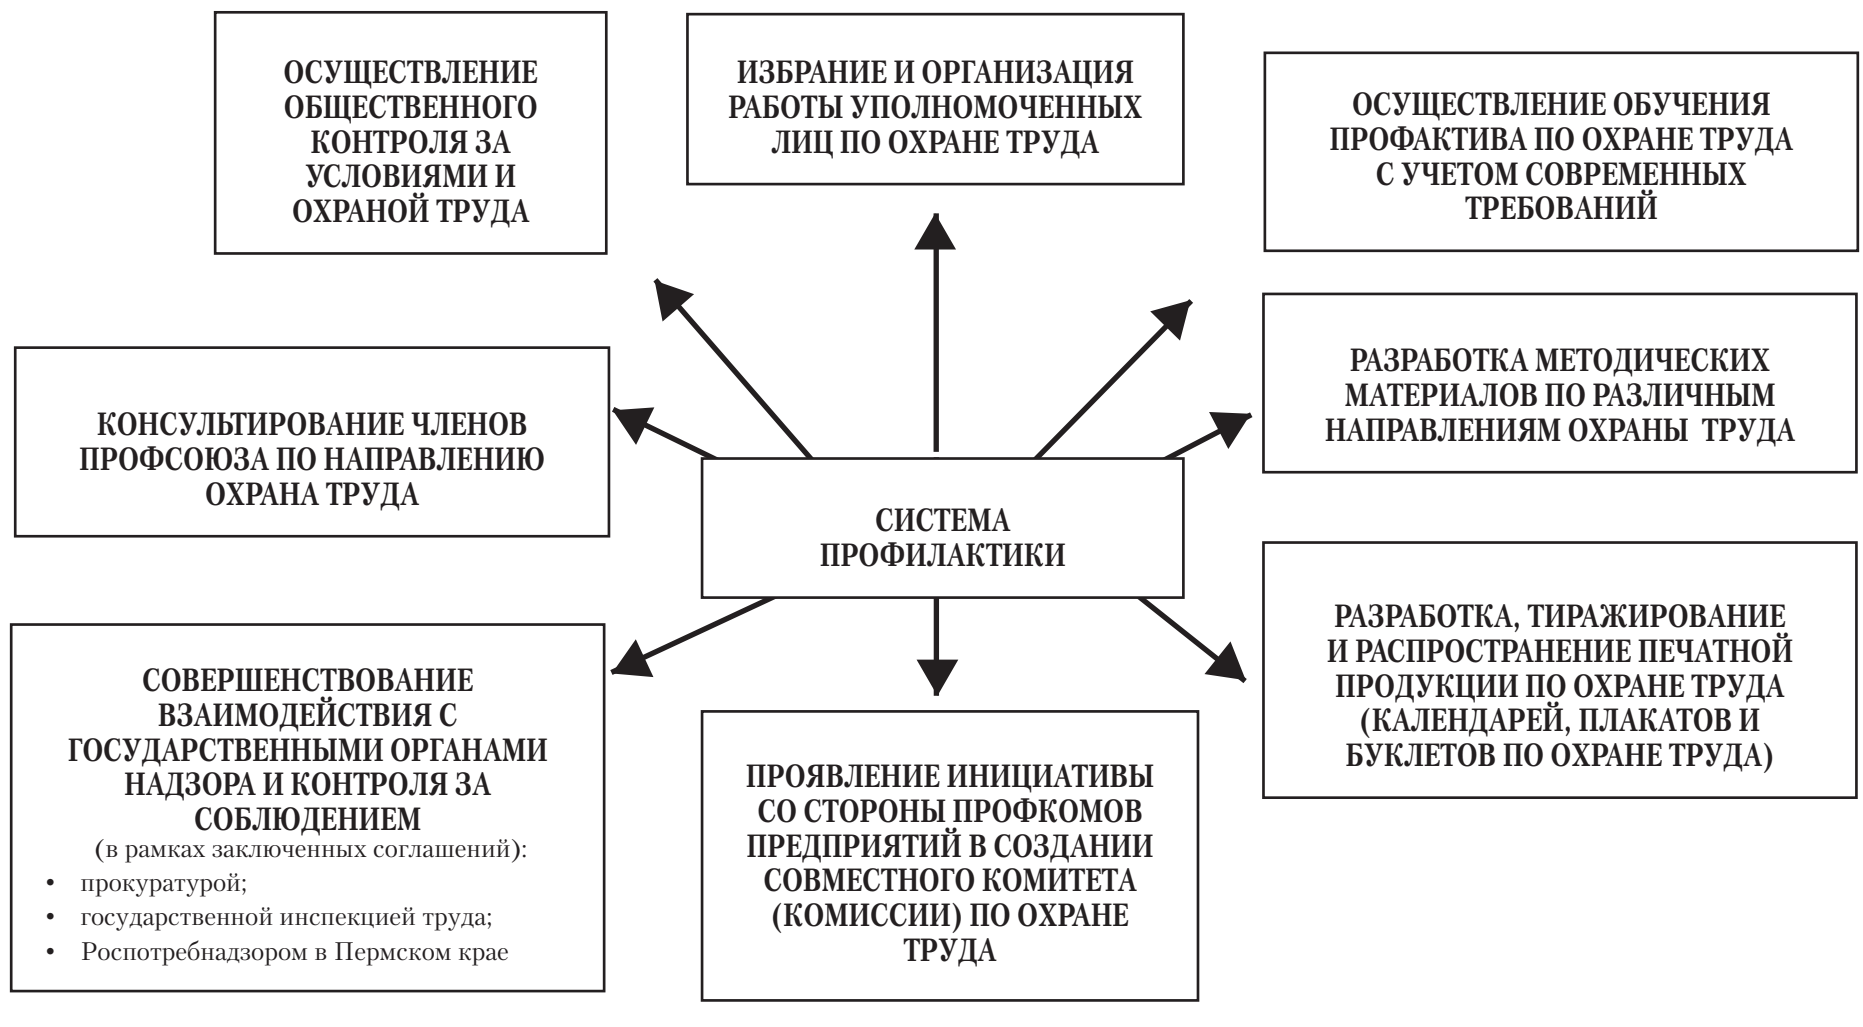 ОСУЩЕСТВЛЕНИЕ
ОБЩЕСТВЕННОГО
КОНТРОЛЯ ЗА
УСЛОВИЯМИ И
ОХРАНОЙ ТРУДА
ИЗБРАНИЕ И ОРГАНИЗАЦИЯ
РАБОТЫ УПОЛНОМОЧЕННЫХ
ЛИЦ ПО ОХРАНЕ ТРУДА
ОСУЩЕСТВЛЕНИЕ ОБУЧЕНИЯ
ПРОФАКТИВА ПО ОХРАНЕ ТРУДА
С УЧЕТОМ СОВРЕМЕННЫХ
ТРЕБОВАНИЙ
КОНСУЛЬТИРОВАНИЕ ЧЛЕНОВ
ПРОФСОЮЗА ПО НАПРАВЛЕНИЮ
ОХРАНА ТРУДА
РАЗРАБОТКА МЕТОДИЧЕСКИХ
МАТЕРИАЛОВ ПО РАЗЛИЧНЫМ
НАПРАВЛЕНИЯМ ОХРАНЫ ТРУДА
СИСТЕМА
ПРОФИЛАКТИКИ
СОВЕРШЕНСТВОВАНИЕ
ВЗАИМОДЕЙСТВИЯ С
ГОСУДАРСТВЕННЫМИ ОРГАНАМИ
НАДЗОРА И КОНТРОЛЯ ЗА
СОБЛЮДЕНИЕМ
(в рамках заключенных соглашений):
• прокуратурой;
• государственной инспекцией труда;
• Роспотребнадзором в Пермском крае
ПРОЯВЛЕНИЕ ИНИЦИАТИВЫ
СО СТОРОНЫ ПРОФКОМОВ
ПРЕДПРИЯТИЙ В СОЗДАНИИ
СОВМЕСТНОГО КОМИТЕТА
(КОМИССИИ) ПО ОХРАНЕ
ТРУДА
РАЗРАБОТКА, ТИРАЖИРОВАНИЕ
И РАСПРОСТРАНЕНИЕ ПЕЧАТНОЙ
ПРОДУКЦИИ ПО ОХРАНЕ ТРУДА
(КАЛЕНДАРЕЙ, ПЛАКАТОВ И
БУКЛЕТОВ ПО ОХРАНЕ ТРУДА)